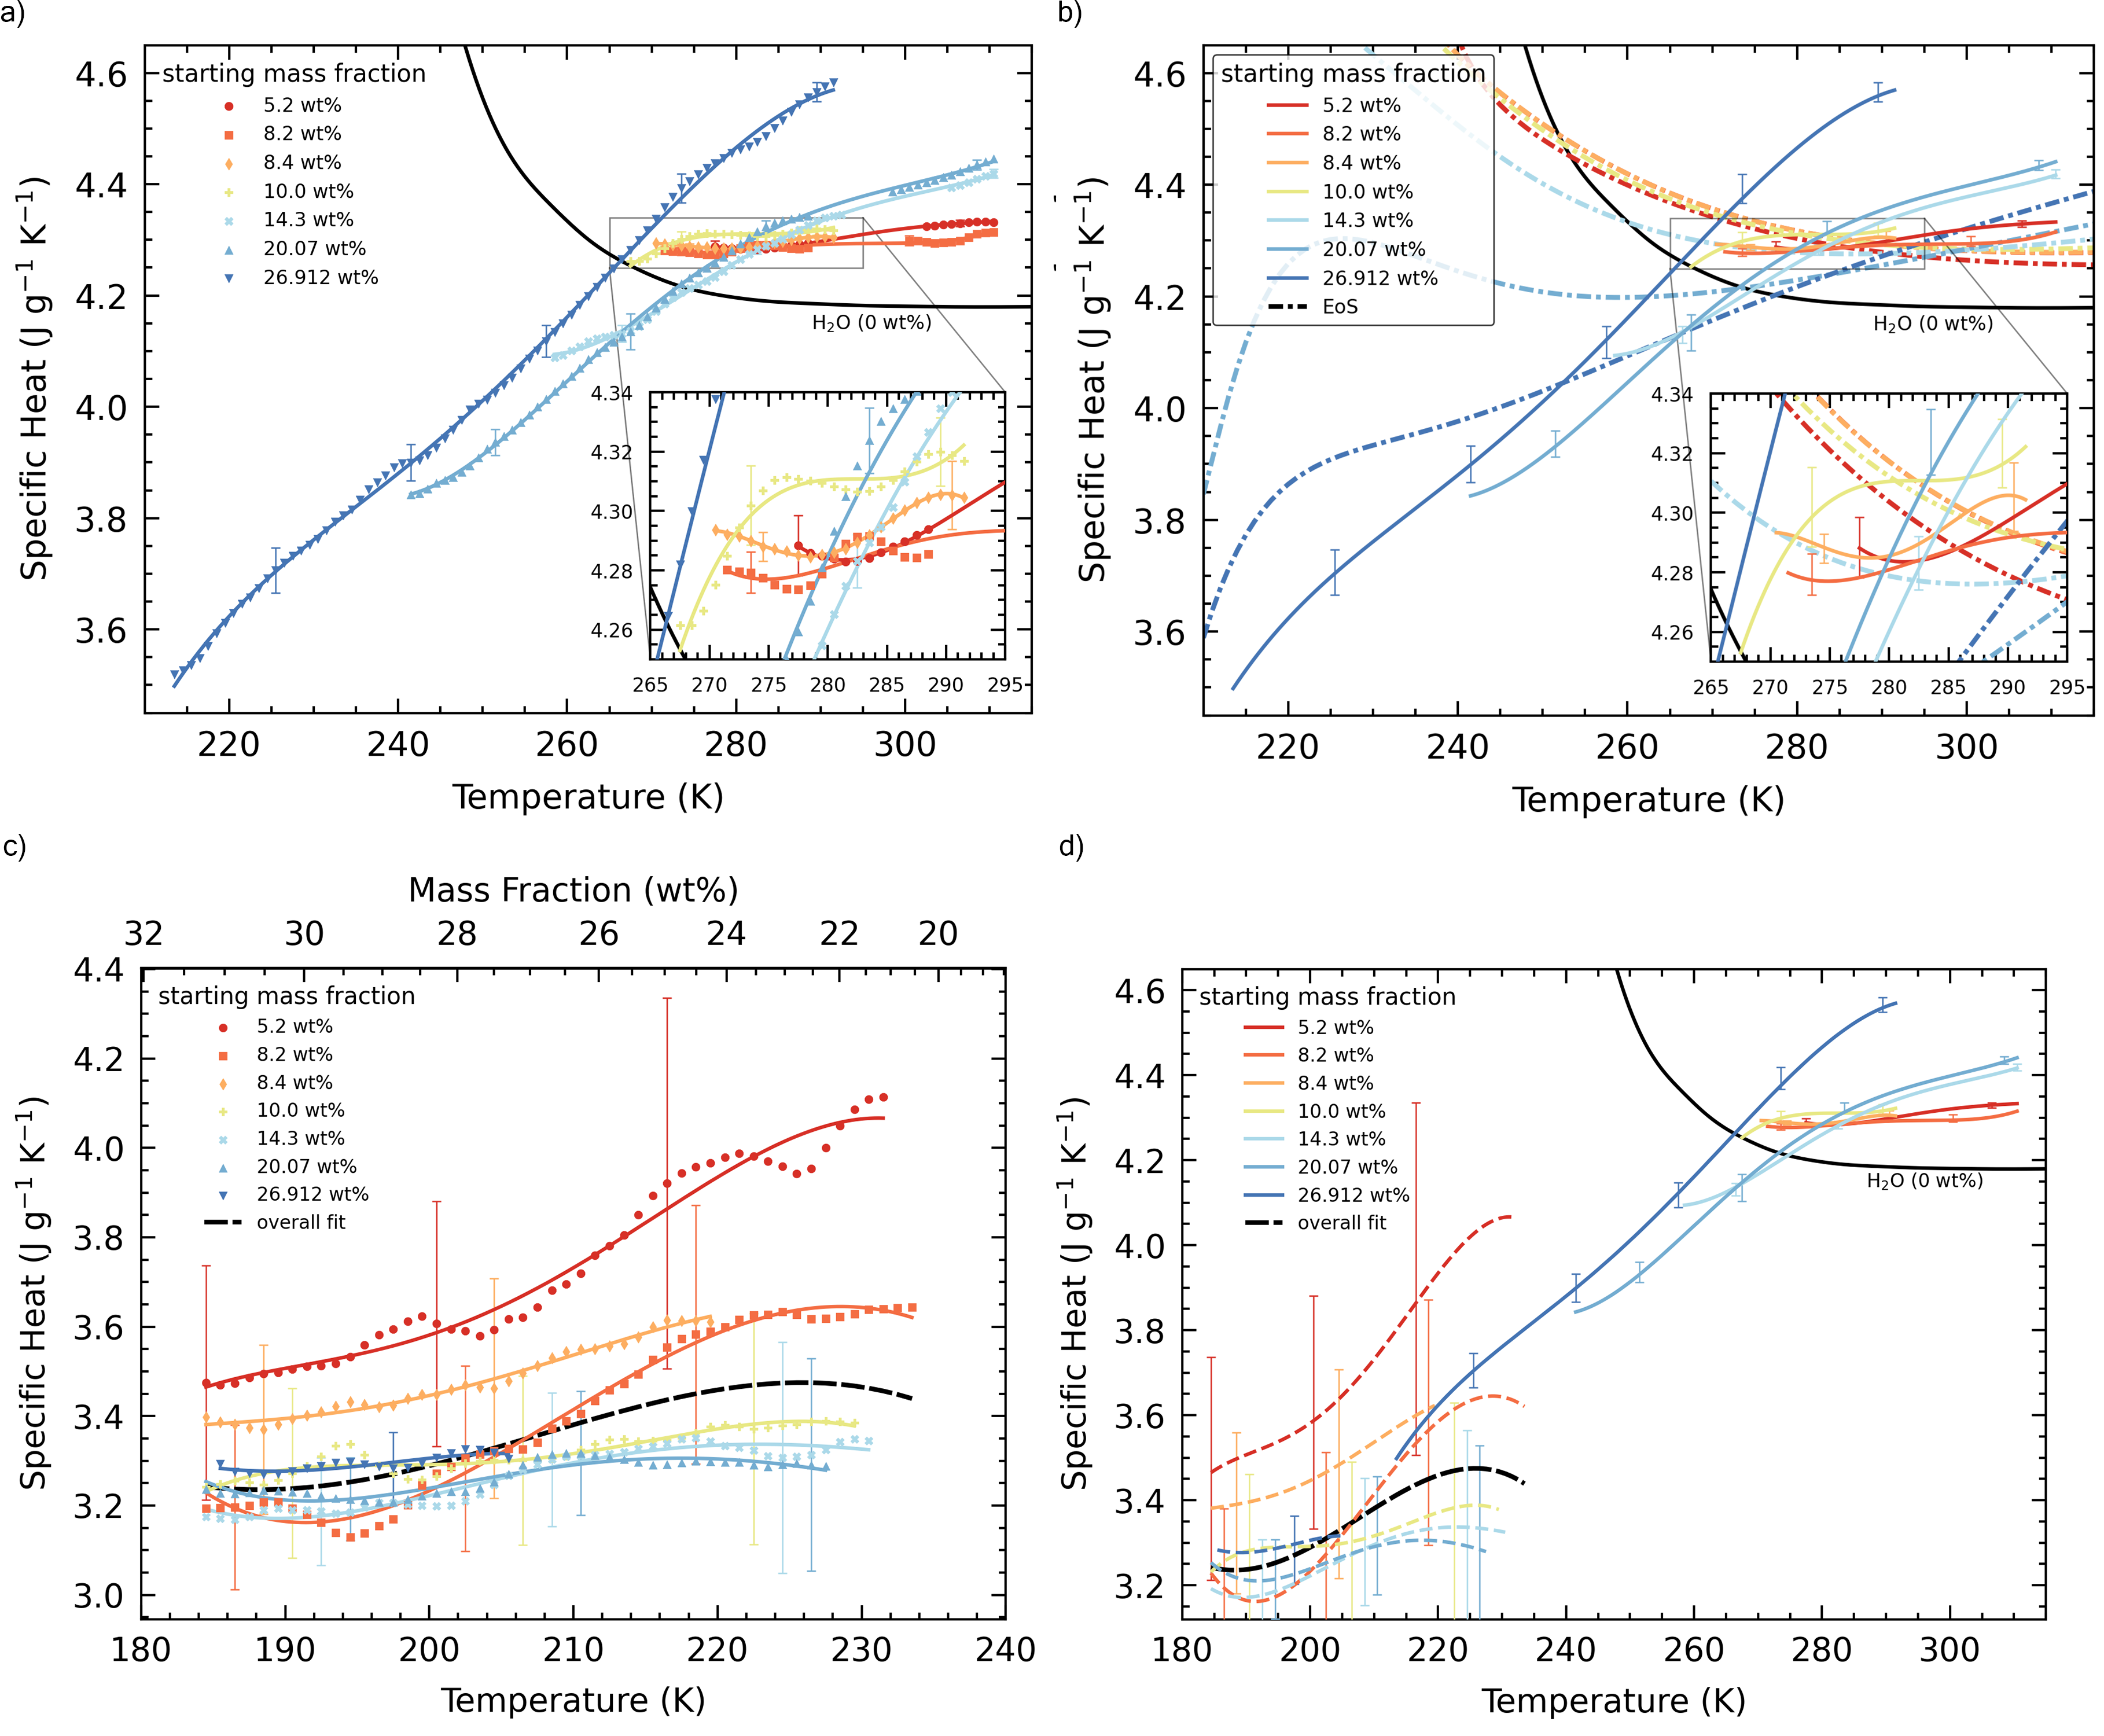 a)
Specific Heat (J g⁻¹ K⁻¹)
4.6
4.4
4.2
4.0
3.8
3.6
starting mass fraction
5.2 wt%
8.2 wt%
8.4 wt%
10.0 wt%
14.3 wt%
20.07 wt%
26.912 wt%
H₂O (0 wt%)
4.34
4.32
4.30
4.28
4.26
265 270 275 280 285 290 295
220 240 260 280 300
Temperature (K)
b)
Specific Heat (J g⁻¹ K⁻¹)
4.6
4.4
4.2
4.0
3.8
3.6
starting mass fraction
5.2 wt%
8.2 wt%
8.4 wt%
10.0 wt%
14.3 wt%
20.07 wt%
26.912 wt%
EoS
H₂O (0 wt%)
4.34
4.32
4.30
4.28
4.26
265 270 275 280 285 290 295
220 240 260 280 300
Temperature (K)
c)
Mass Fraction (wt%)
32 30 28 26 24 22 20
Specific Heat (J g⁻¹ K⁻¹)
4.4
4.2
4.0
3.8
3.6
3.4
3.2
3.0
starting mass fraction
5.2 wt%
8.2 wt%
8.4 wt%
10.0 wt%
14.3 wt%
20.07 wt%
26.912 wt%
overall fit
180 190 200 210 220 230 240
Temperature (K)
d)
Specific Heat (J g⁻¹ K⁻¹)
4.6
4.4
4.2
4.0
3.8
3.6
3.4
3.2
starting mass fraction
5.2 wt%
8.2 wt%
8.4 wt%
10.0 wt%
14.3 wt%
20.07 wt%
26.912 wt%
overall fit
H₂O (0 wt%)
180 200 220 240 260 280 300
Temperature (K)